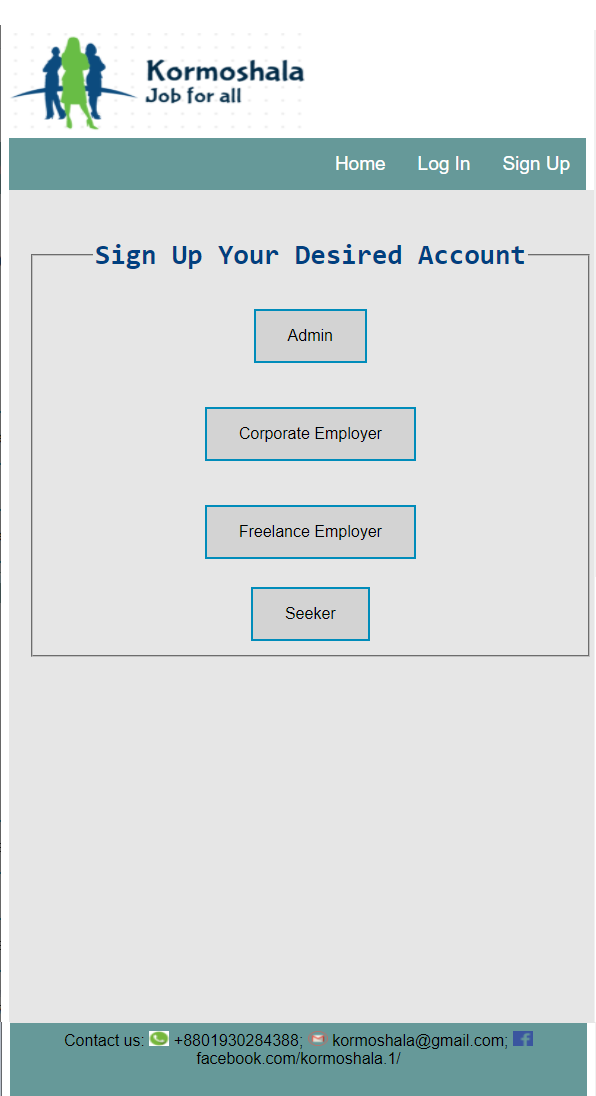 Kormoshala
Job for all
Home Log In Sign Up
Sign Up Your Desired Account
Admin
Corporate Employer
Freelance Employer
Seeker
Contact us: +8801930284388; kormoshala@gmail.com;
facebook.com/kormoshala.1/